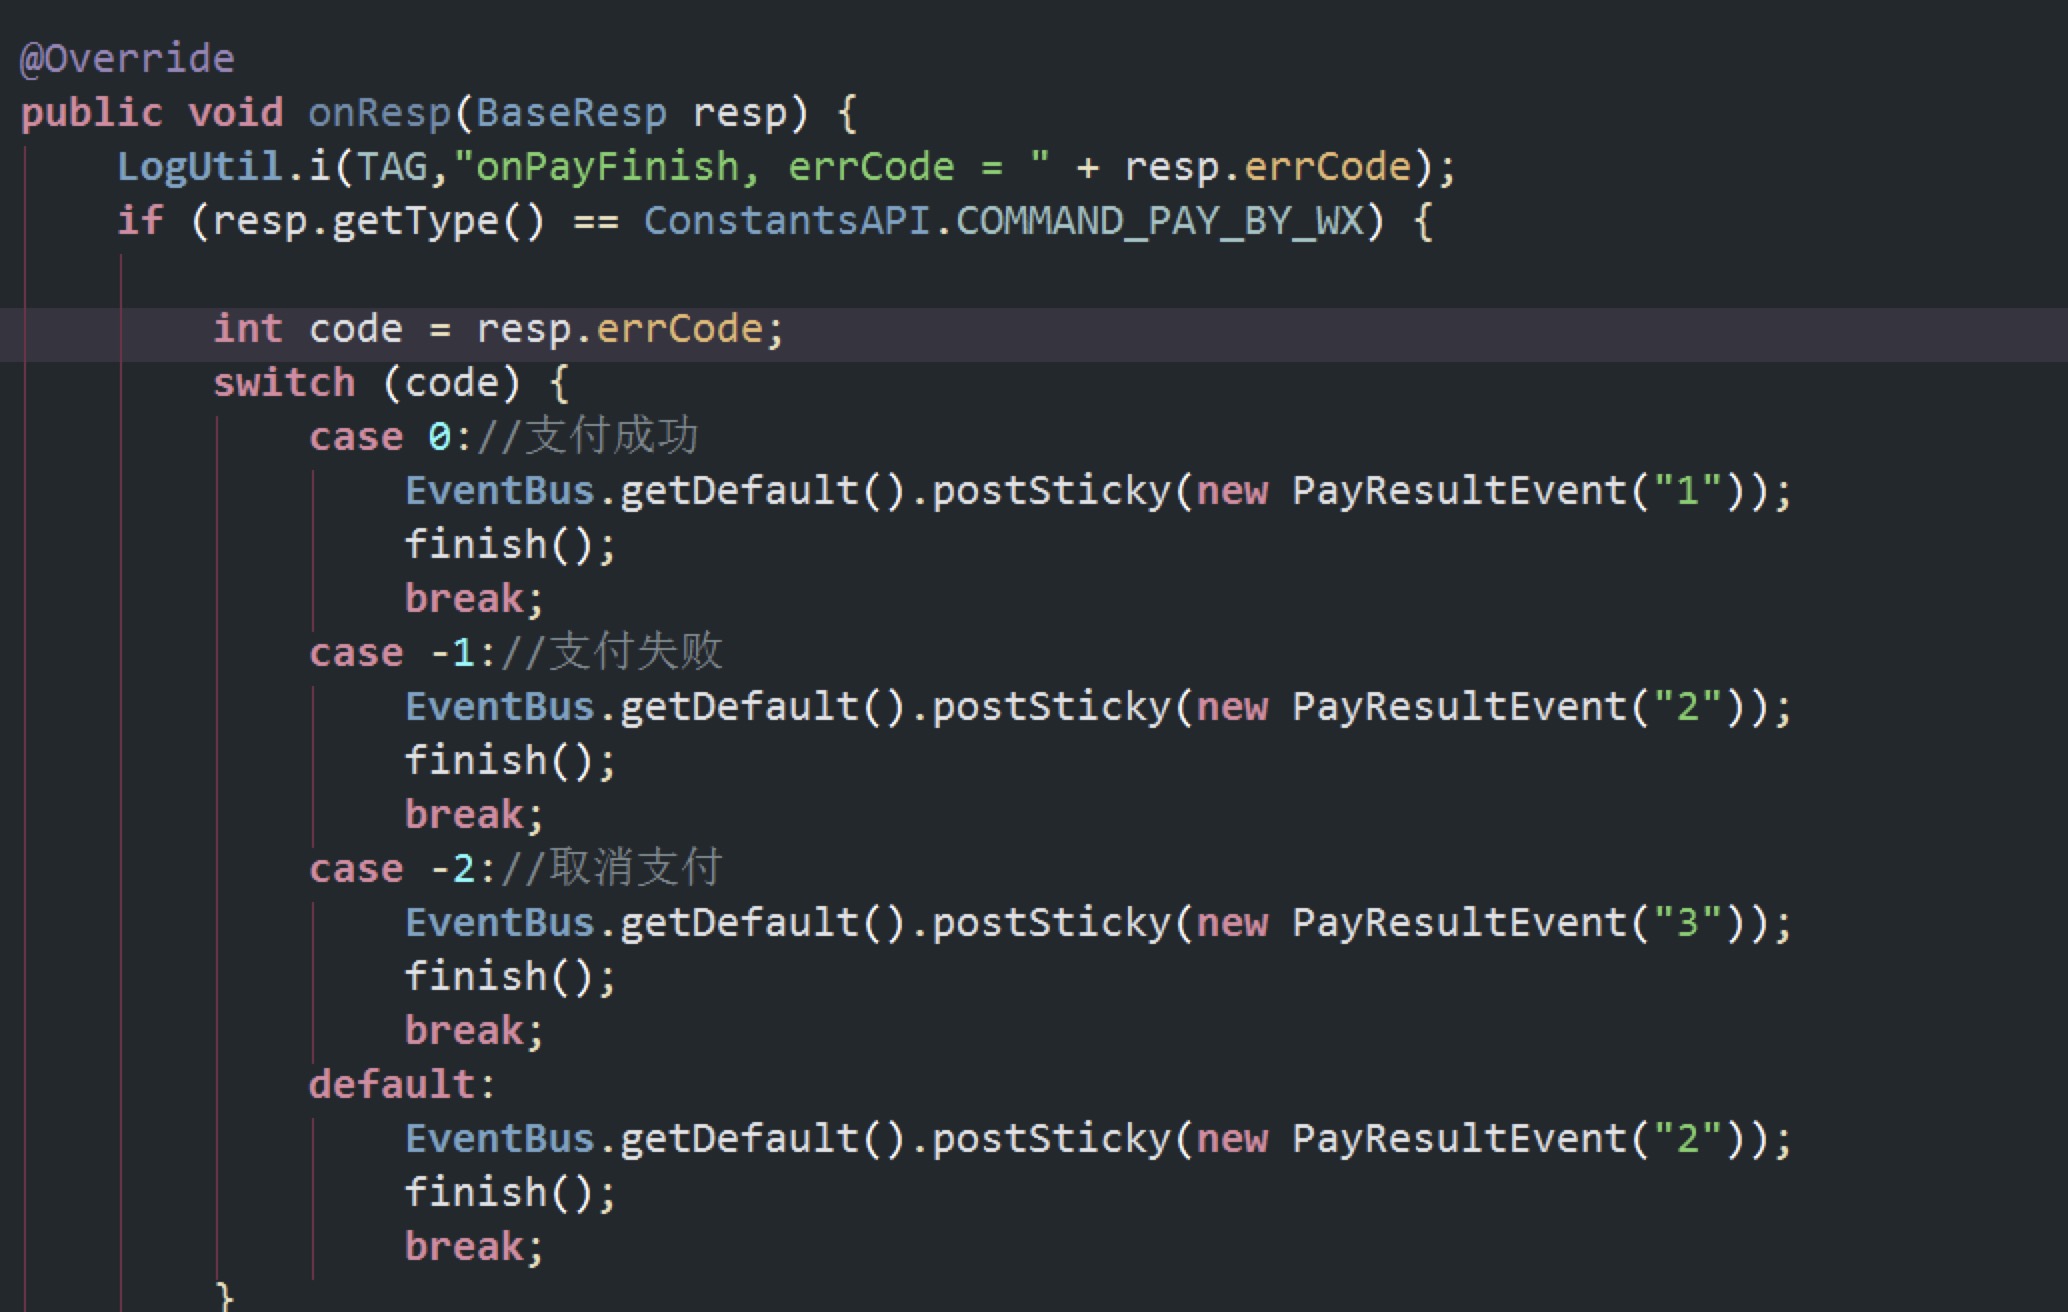 @Override
public void onResp(BaseResp resp) {
LogUtil.i(TAG,"onPayFinish, errCode = " + resp.errCode);
if (resp.getType() == ConstantsAPI.COMMAND_PAY_BY_WX) {
int code = resp.errCode;
switch (code) {
case 0://支付成功
EventBus.getDefault().postSticky(new PayResultEvent("1"));
finish();
break;
case -1://支付失败
EventBus.getDefault().postSticky(new PayResultEvent("2"));
finish();
break;
case -2://取消支付
EventBus.getDefault().postSticky(new PayResultEvent("3"));
finish();
break;
default:
EventBus.getDefault().postSticky(new PayResultEvent("2"));
finish();
break;
}